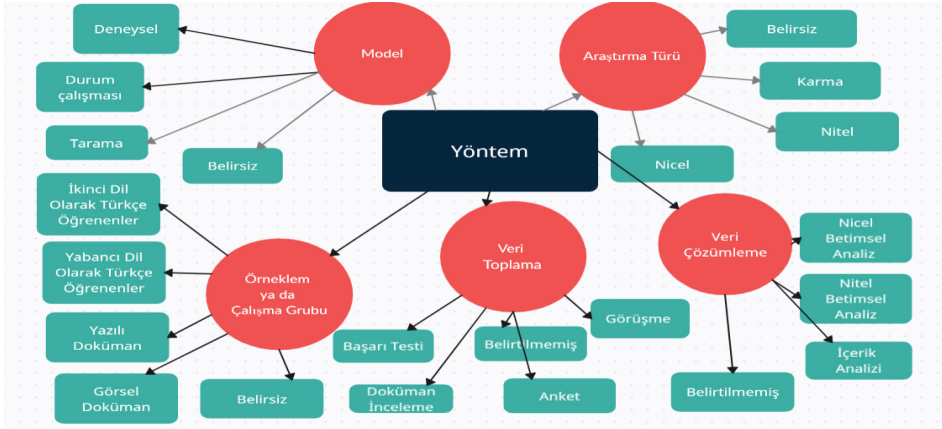 Deneysel
Model
Durum
çalışması
Tarama
Belirsiz
Araştırma Türü
Belirsiz
Karma
Nitel
Nicel
Yöntem
İkinci Dil
Olarak Türkçe
Öğrenenler
Yabancı Dil
Olarak Türkçe
Öğrenenler
Yazılı
Doküman
Görsel
Doküman
Belirsiz
Örneklem
ya da
Çalışma Grubu
Veri
Toplama
Başarı Testi
Doküman
İnceleme
Belirtilmemiş
Anket
Görüşme
Veri
Çözümleme
Nicel
Betimsel
Analiz
Nitel
Betimsel
Analiz
İçerik
Analizi
Belirtilmemiş